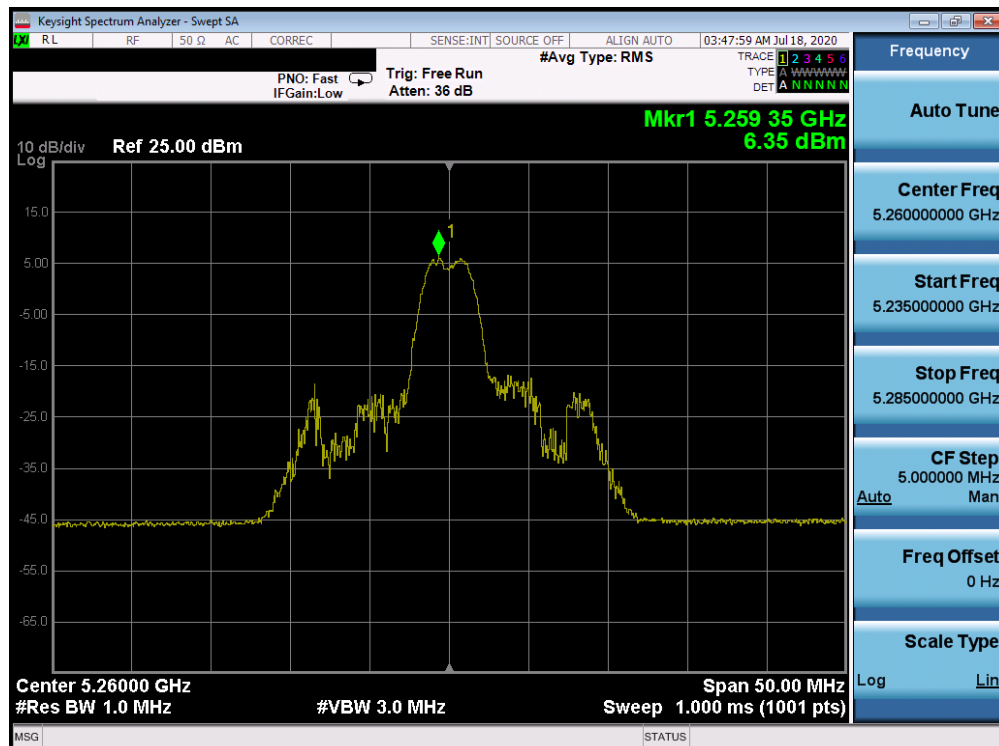 Keysight Spectrum Analyzer - Swept SA
LXI RL RF 50 Ω AC CORREC SENSE:INT SOURCE OFF ALIGN AUTO 03:47:59 AM Jul 18, 2020
PNO: Fast
IFGain:Low
Trig: Free Run
Atten: 36 dB
#Avg Type: RMS
TRACE 1 2 3 4 5 6
TYPE A WWWWW
DET A N N N N N
Mkr1 5.259 35 GHz
6.35 dBm
10 dB/div Ref 25.00 dBm
Log
1
15.0
5.00
-5.00
-15.0
-25.0
-35.0
-45.0
-55.0
-65.0
Center 5.26000 GHz Span 50.00 MHz
#Res BW 1.0 MHz #VBW 3.0 MHz Sweep 1.000 ms (1001 pts)
MSG STATUS
Frequency
Auto Tune
Center Freq
5.260000000 GHz
Start Freq
5.235000000 GHz
Stop Freq
5.285000000 GHz
CF Step
5.000000 MHz
Auto Man
Freq Offset
0 Hz
Scale Type
Log Lin